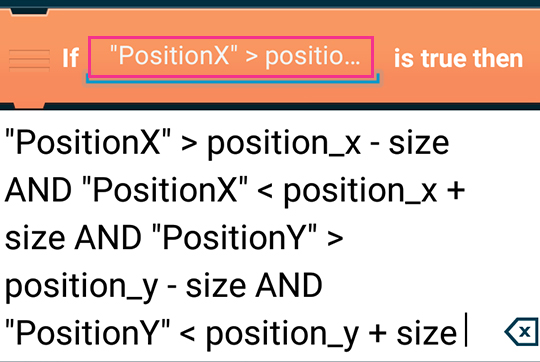 If "PositionX" > positio... is true then
"PositionX" > position_x - size
AND "PositionX" < position_x +
size AND "PositionY" >
position_y - size AND
"PositionY" < position_y + size